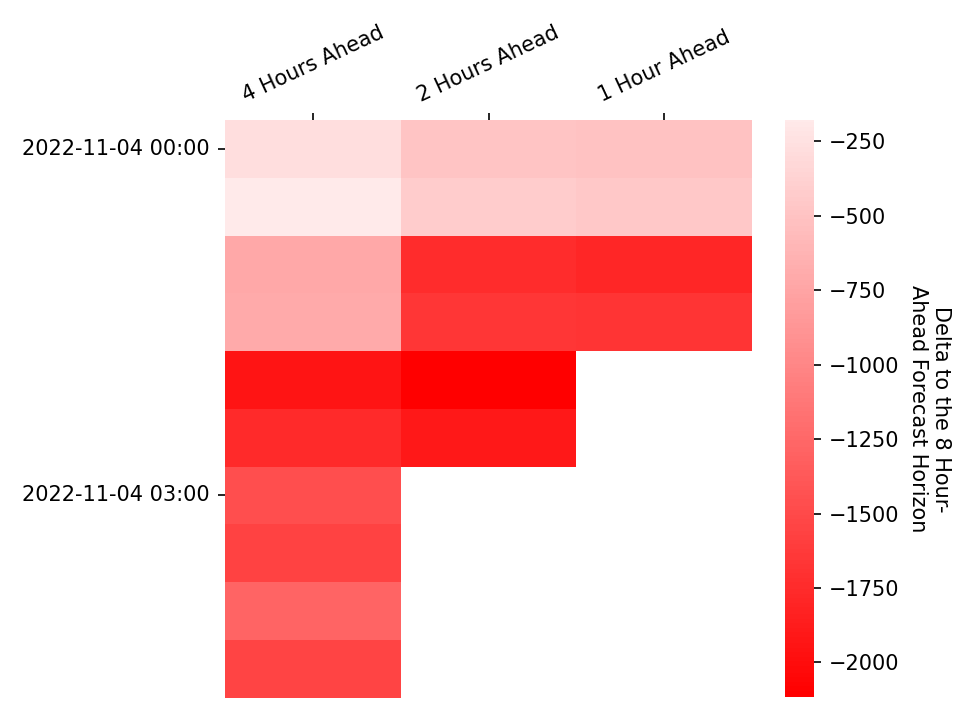 4 Hours Ahead
2 Hours Ahead
1 Hour Ahead
2022-11-04 00:00
2022-11-04 03:00
−250
−500
−750
−1000
−1250
−1500
−1750
−2000
Delta to the 8 Hour-
Ahead Forecast Horizon